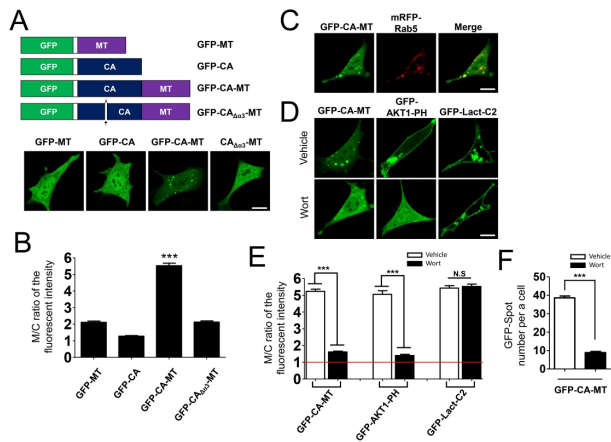 A
GFP MT GFP-MT
GFP CA GFP-CA
GFP CA MT GFP-CA-MT
GFP CA MT GFP-CAΔα3-MT
GFP-MT GFP-CA GFP-CA-MT CAΔα3-MT
B
M/C ratio of the
fluorescent intensity
6
5
4
3
2
1
0
***
GFP-MT
GFP-CA
GFP-CA-MT
GFP-CAΔα3-MT
C
GFP-CA-MT mRFP-Rab5 Merge
D
GFP-CA-MT GFP-AKT1-PH GFP-Lact-C2
Vehicle
Wort
E
Vehicle
Wort
M/C ratio of the
fluorescent intensity
6
5
4
3
2
1
0
*** *** N.S
GFP-CA-MT
GFP-AKT1-PH
GFP-Lact-C2
F
Vehicle
Wort
GFP-Spot
number per a cell
50
40
30
20
10
0
***
GFP-CA-MT